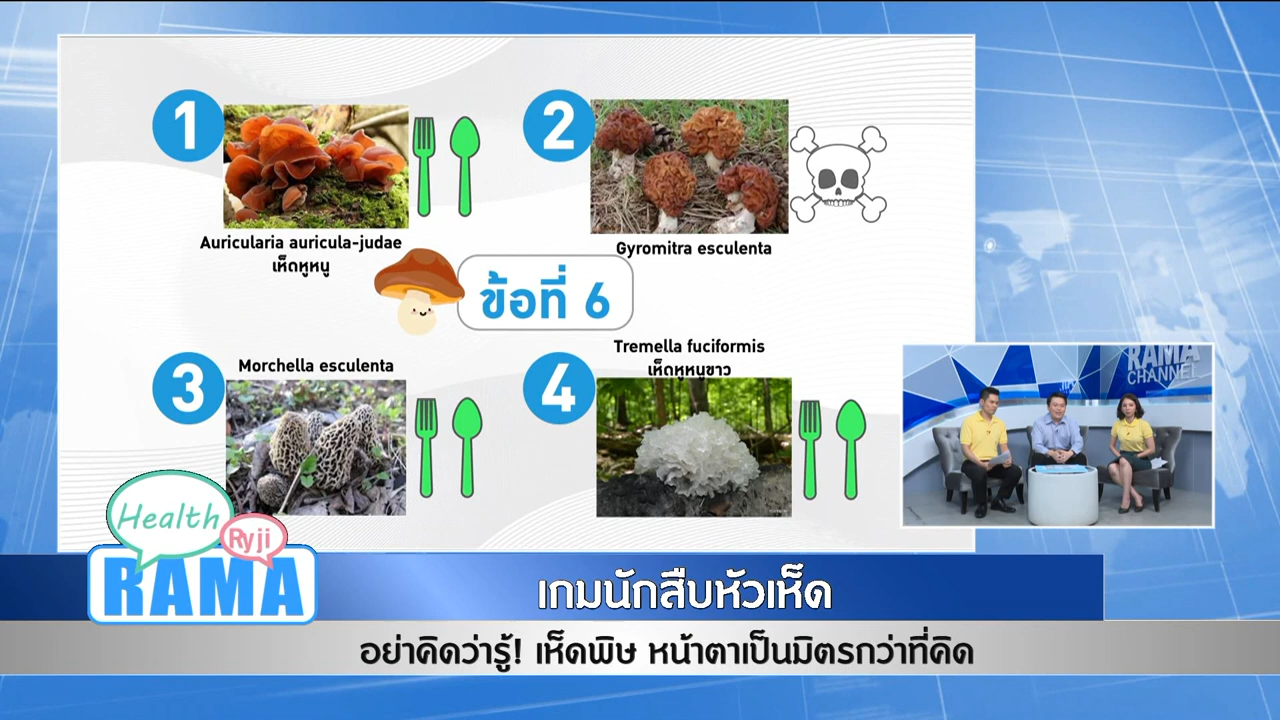 1
Auricularia auricula-judae
เห็ดหูหนู
2
Gyromitra esculenta
ข้อที่ 6
3
Morchella esculenta
4
Tremella fuciformis
เห็ดหูหนูขาว
RAMA
CHANNEL
Health
Ryji
RAMA
เกมนักสืบหัวเห็ด
อย่าคิดว่ารู้! เห็ดพิษ หน้าตาเป็นมิตรกว่าที่คิด